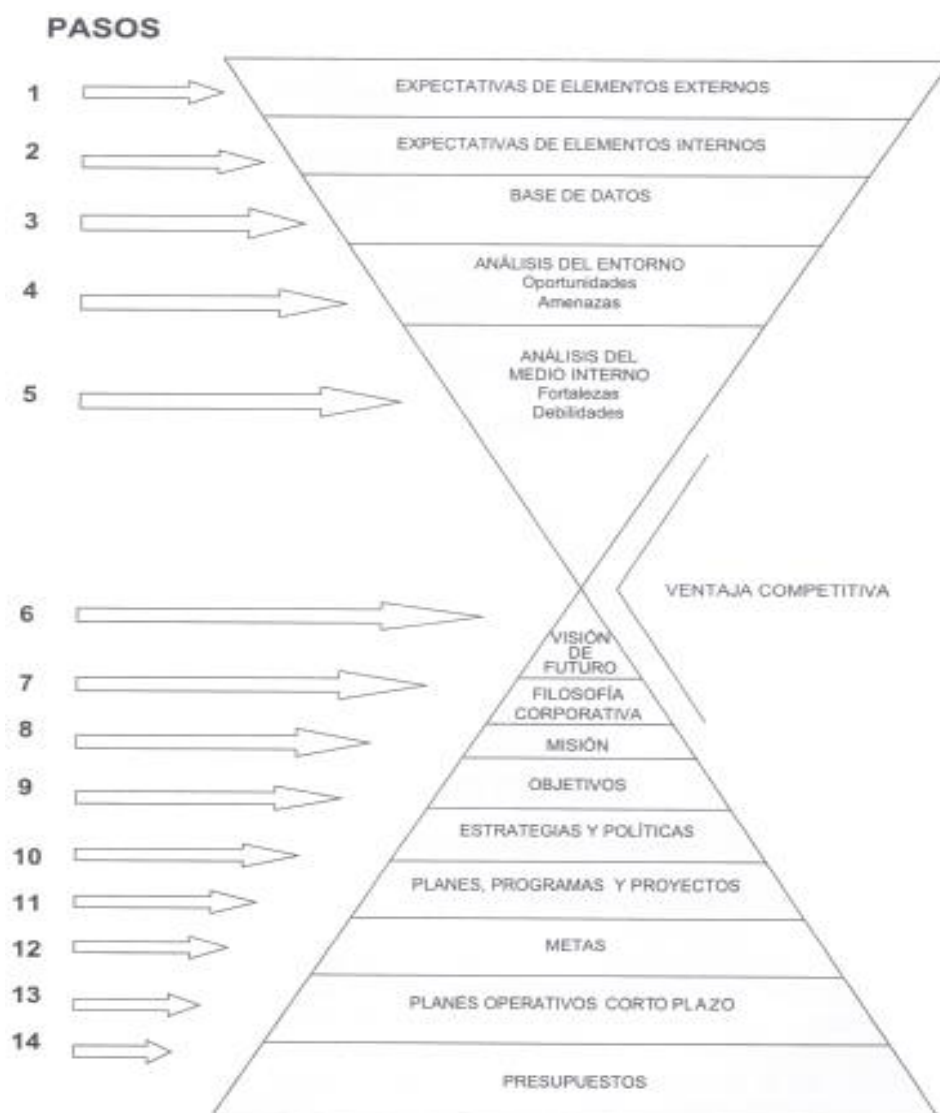 PASOS
1
EXPECTATIVAS DE ELEMENTOS EXTERNOS
2
EXPECTATIVAS DE ELEMENTOS INTERNOS
3
BASE DE DATOS
4
ANÁLISIS DEL ENTORNO
Oportunidades
Amenazas
5
ANÁLISIS DEL
MEDIO INTERNO
Fortalezas
Debilidades
VENTAJA COMPETITIVA
6
VISIÓN
DE
FUTURO
7
FILOSOFÍA
CORPORATIVA
8
MISIÓN
9
OBJETIVOS
10
ESTRATEGIAS Y POLÍTICAS
11
PLANES, PROGRAMAS Y PROYECTOS
12
METAS
13
PLANES OPERATIVOS CORTO PLAZO
14
PRESUPUESTOS